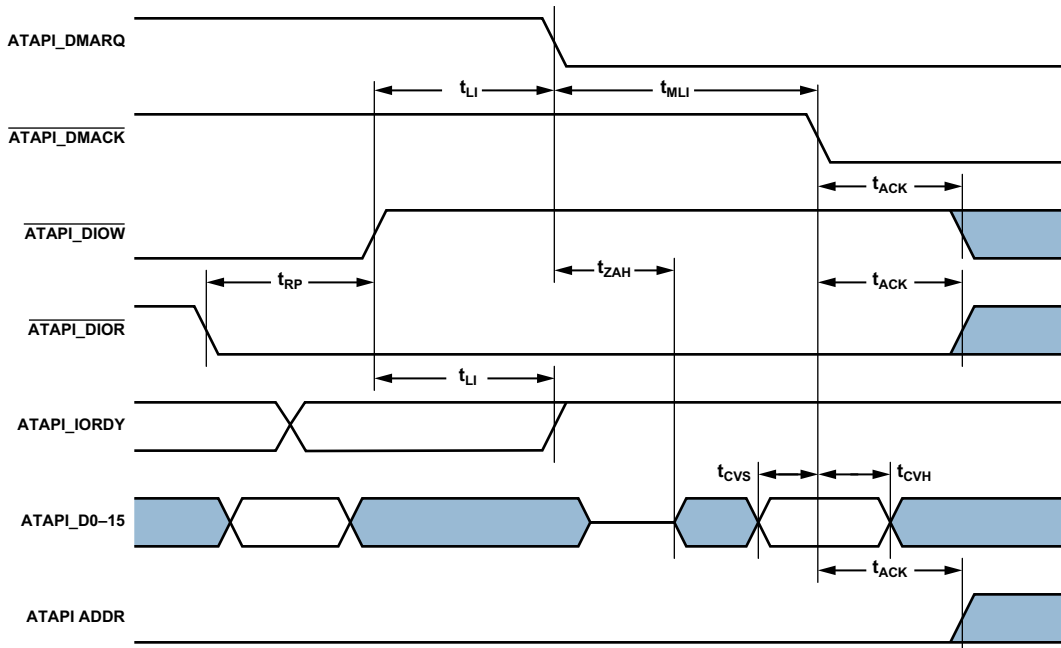 ATAPI_DMARQ
tLI
tMLI
ATAPI_DMACK
tACK
ATAPI_DIOW
tZAH
tRP
tACK
ATAPI_DIOR
tLI
ATAPI_IORDY
tCVS
tCVH
ATAPI_D0–15
tACK
ATAPI ADDR